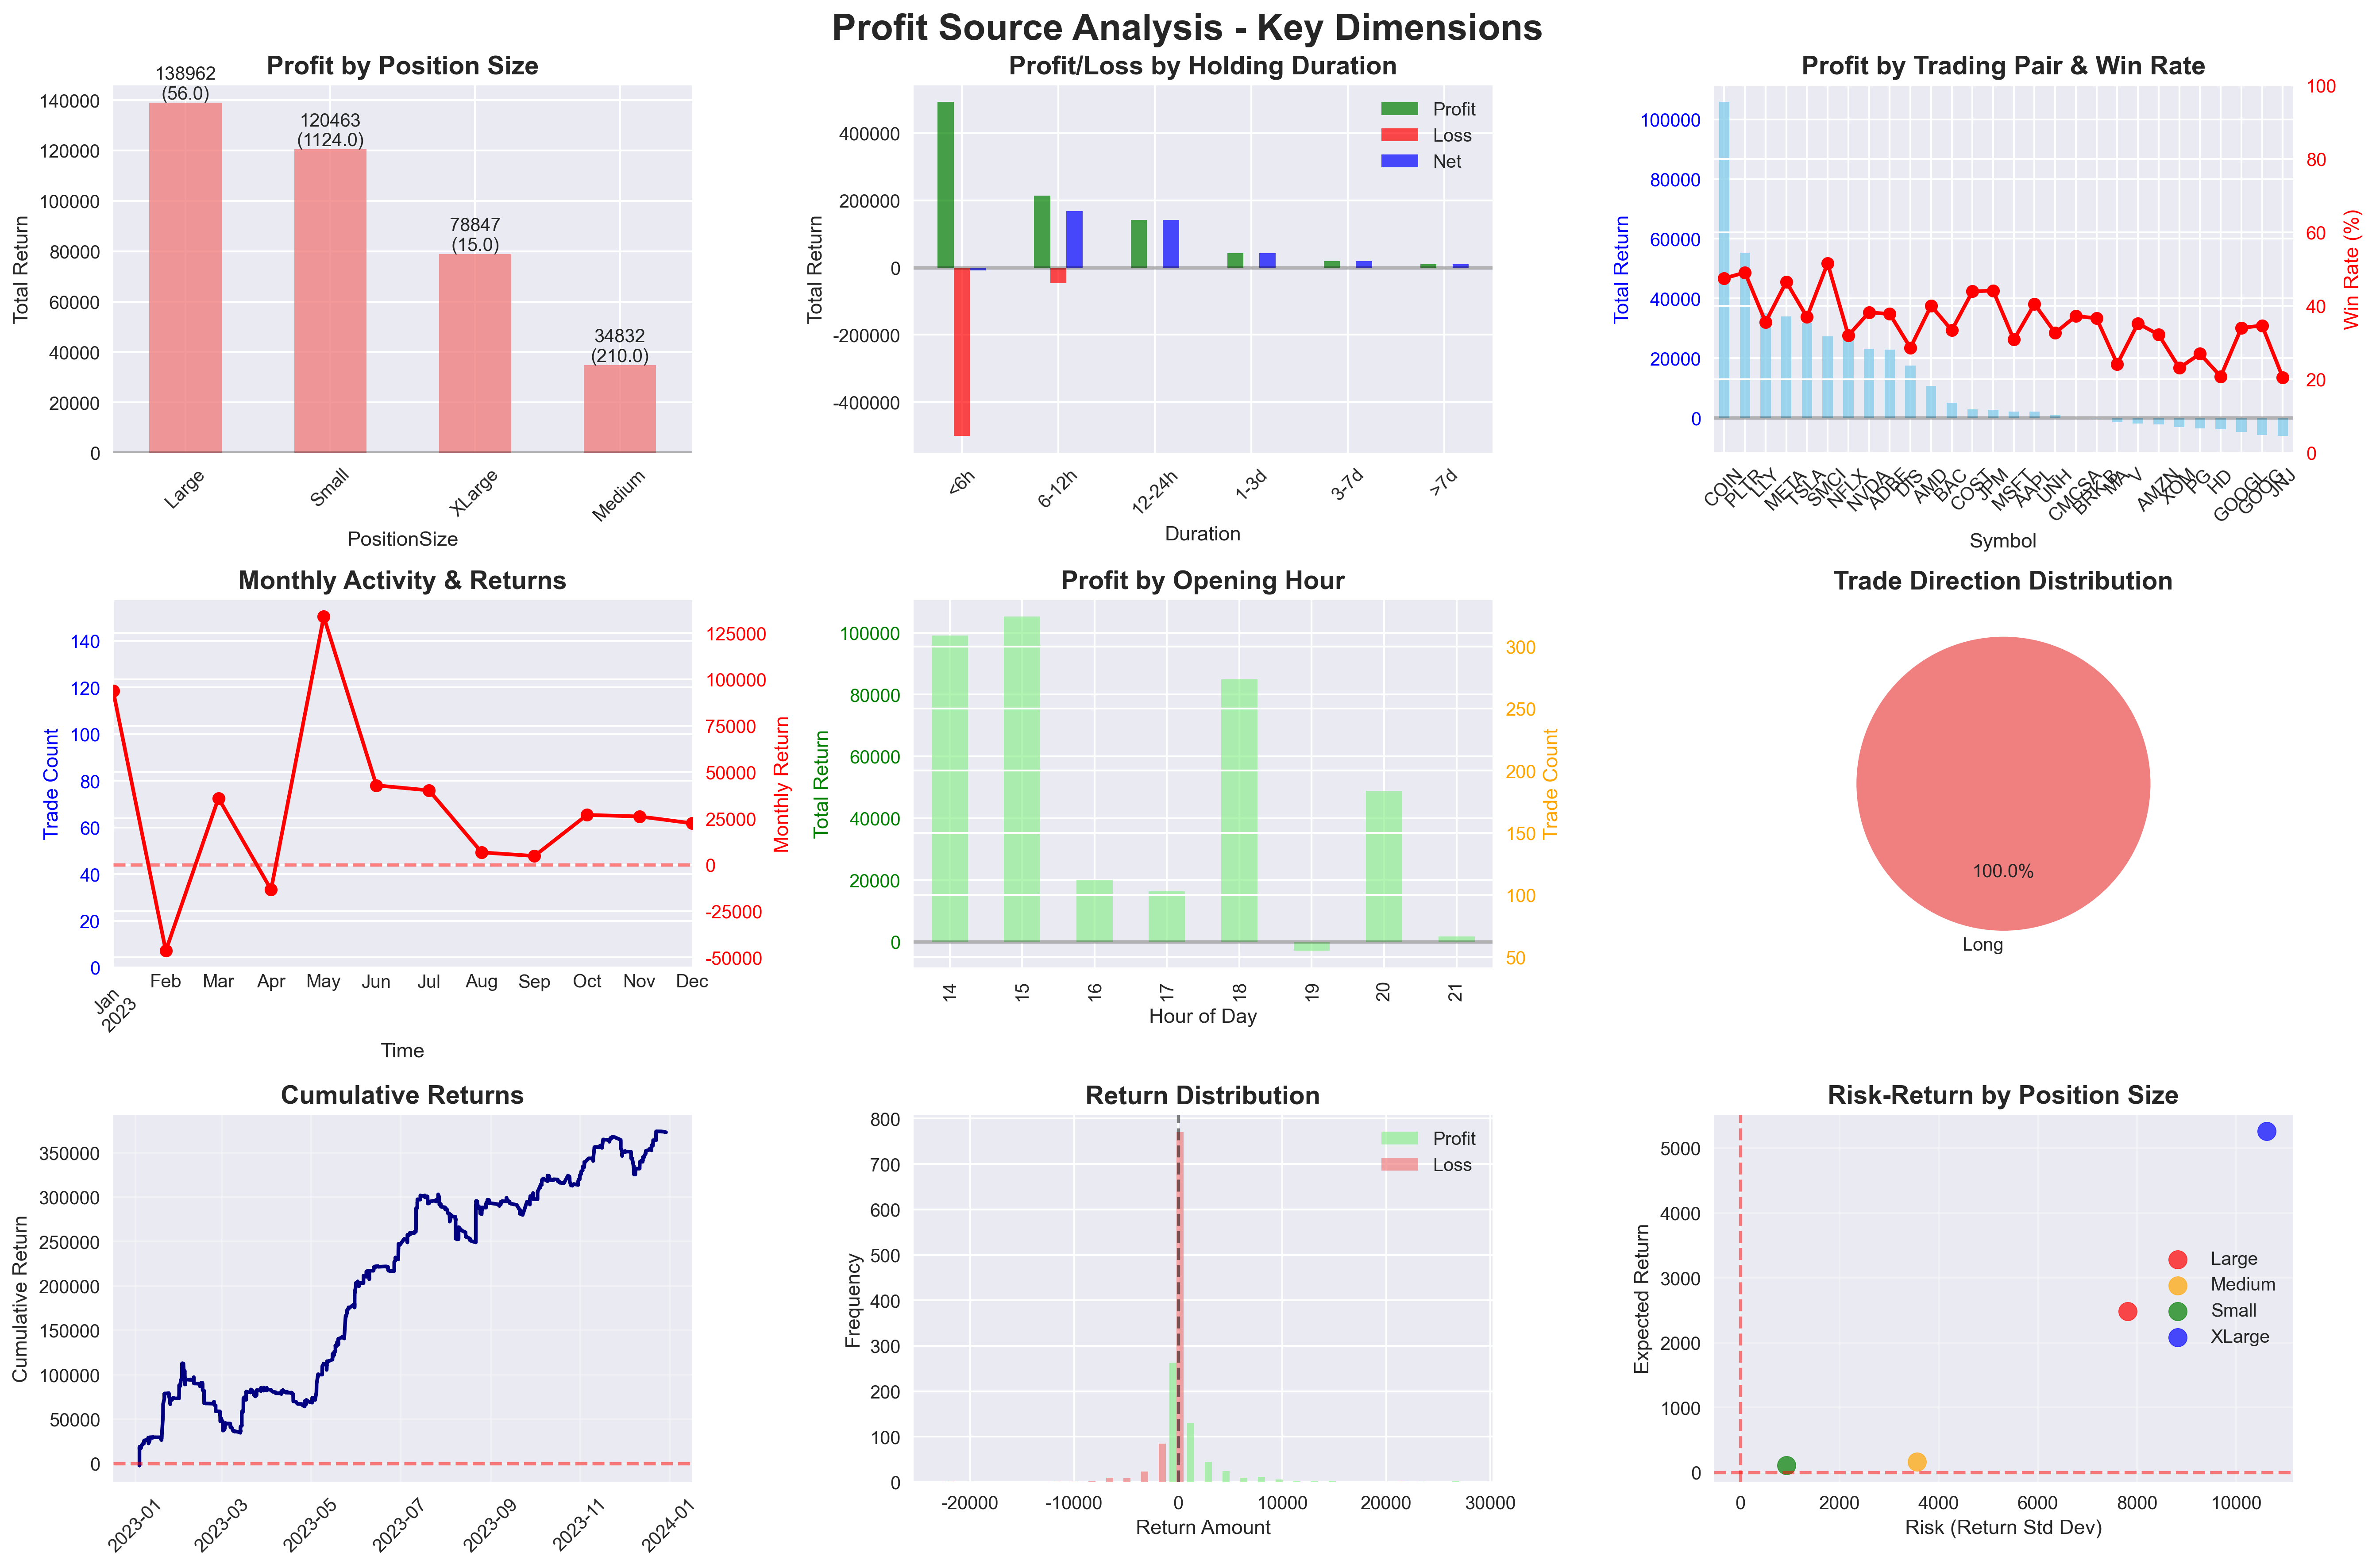 Profit Source Analysis - Key Dimensions
Profit by Position Size
138962
(56.0)
120463
(1124.0)
78847
(15.0)
34832
(210.0)
140000
120000
100000
80000
60000
40000
20000
0
Total Return
Large
Small
XLarge
Medium
PositionSize
Profit/Loss by Holding Duration
Profit
Loss
Net
400000
200000
0
-200000
-400000
Total Return
<6h
6-12h
12-24h
1-3d
3-7d
>7d
Duration
Profit by Trading Pair & Win Rate
100000
80000
60000
40000
20000
0
Total Return
100
80
60
40
20
0
Win Rate (%)
COIN
PLTR
LLY
META
TSLA
SMCI
NFLX
NVDA
ADBE
DIS
AMD
BAC
COST
JPM
MSFT
AAPL
UNH
CMCSA
BRK.B
MA
V
AMZN
XOM
PG
HD
GOOGL
GOOG
JNJ
Symbol
Monthly Activity & Returns
140
120
100
80
60
40
20
0
Trade Count
125000
100000
75000
50000
25000
0
-25000
-50000
Monthly Return
Jan
2023
Feb
Mar
Apr
May
Jun
Jul
Aug
Sep
Oct
Nov
Dec
Time
Profit by Opening Hour
100000
80000
60000
40000
20000
0
Total Return
300
250
200
150
100
50
Trade Count
14
15
16
17
18
19
20
21
Hour of Day
Trade Direction Distribution
100.0%
Long
Cumulative Returns
350000
300000
250000
200000
150000
100000
50000
0
Cumulative Return
2023-01
2023-03
2023-05
2023-07
2023-09
2023-11
2024-01
Return Distribution
Profit
Loss
800
700
600
500
400
300
200
100
0
Frequency
-20000
-10000
0
10000
20000
30000
Return Amount
Risk-Return by Position Size
5000
4000
3000
2000
1000
0
Expected Return
Large
Medium
Small
XLarge
0
2000
4000
6000
8000
10000
Risk (Return Std Dev)